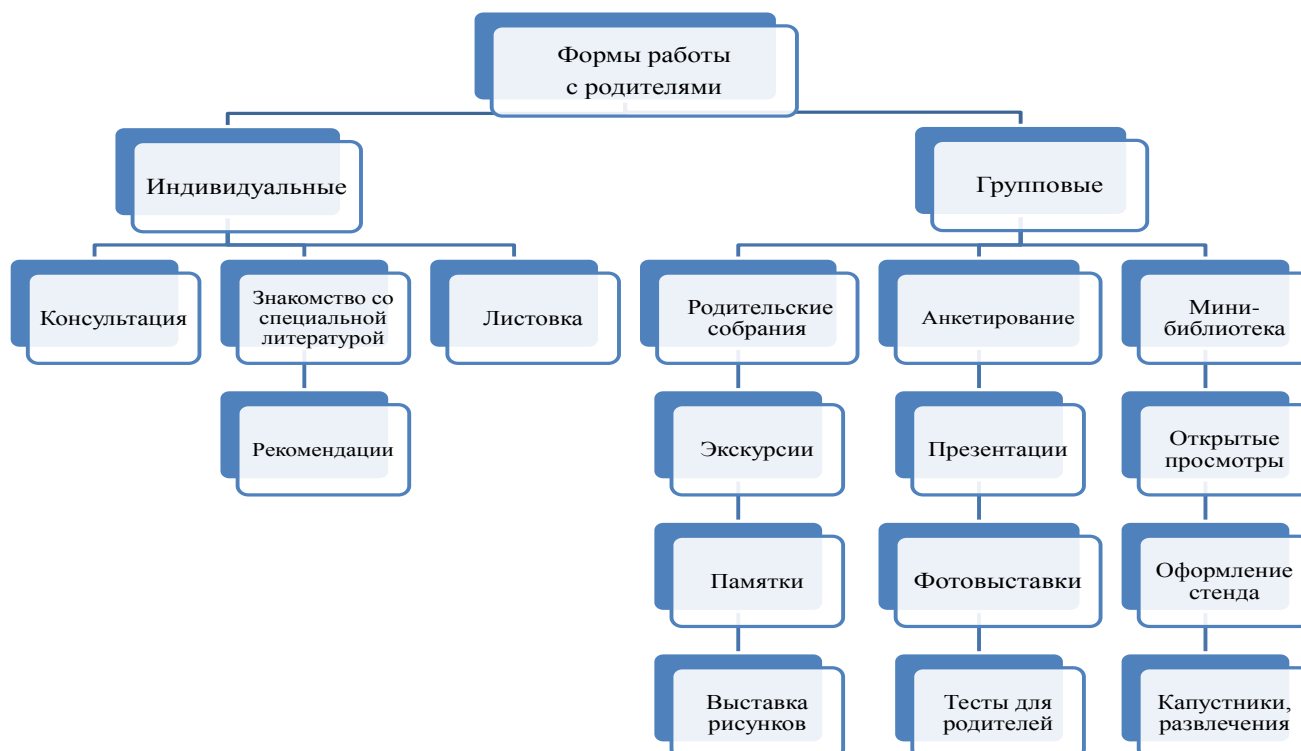 Формы работы
с родителями
Индивидуальные
Групповые
Консультация
Знакомство со
специальной
литературой
Листовка
Родительские
собрания
Анкетирование
Мини-
библиотека
Рекомендации
Экскурсии
Презентации
Открытые
просмотры
Памятки
Фотовыставки
Оформление
стенда
Выставка
рисунков
Тесты для
родителей
Капустники,
развлечения